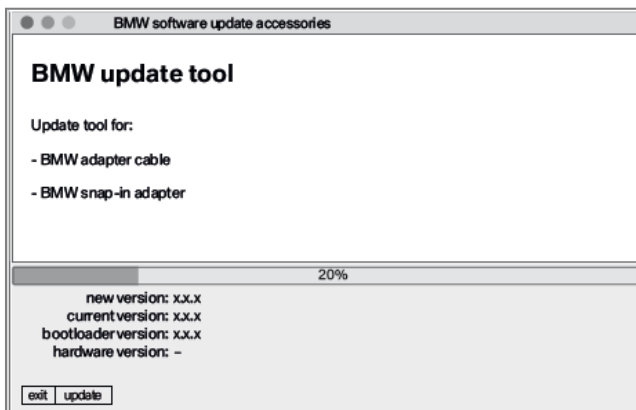 BMW software update accessories
BMW update tool
Update tool for:
- BMW adapter cable
- BMW snap-in adapter
20%
new version: x.x.x
current version: x.x.x
bootloader version: x.x.x
hardware version: –
exit update